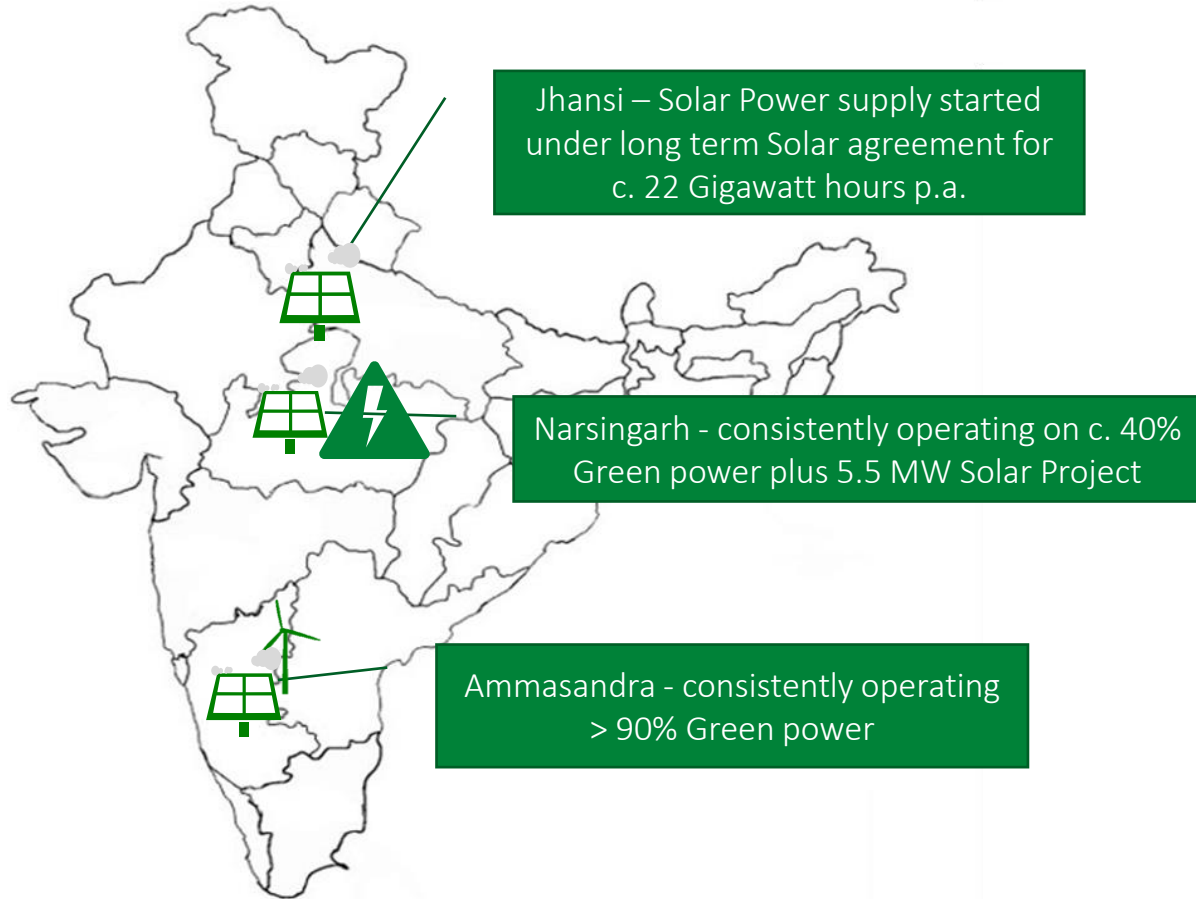 Jhansi – Solar Power supply started
under long term Solar agreement for
c. 22 Gigawatt hours p.a.
Narsingarh - consistently operating on c. 40%
Green power plus 5.5 MW Solar Project
Ammasandra - consistently operating
> 90% Green power